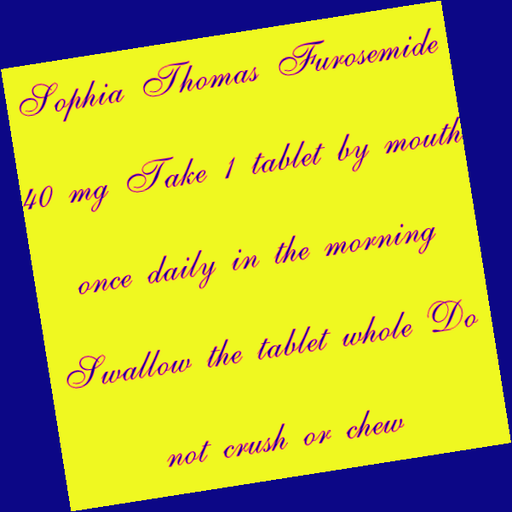 Sophia Thomas Furosemide
40 mg Take 1 tablet by mouth
once daily in the morning
Swallow the tablet whole Do
not crush or chew